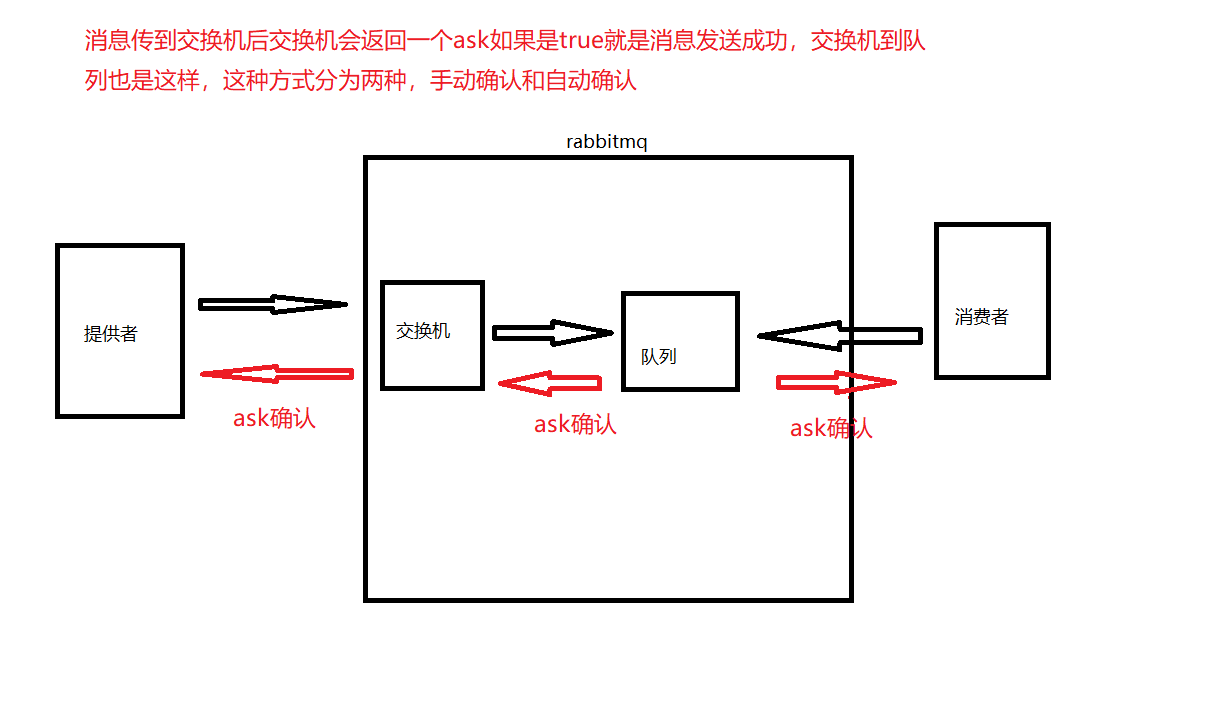 消息传到交换机后交换机会返回一个ask如果是true就是消息发送成功，交换机到队
列也是这样，这种方式分为两种，手动确认和自动确认
rabbitmq
提供者
交换机
队列
消费者
ask确认
ask确认
ask确认